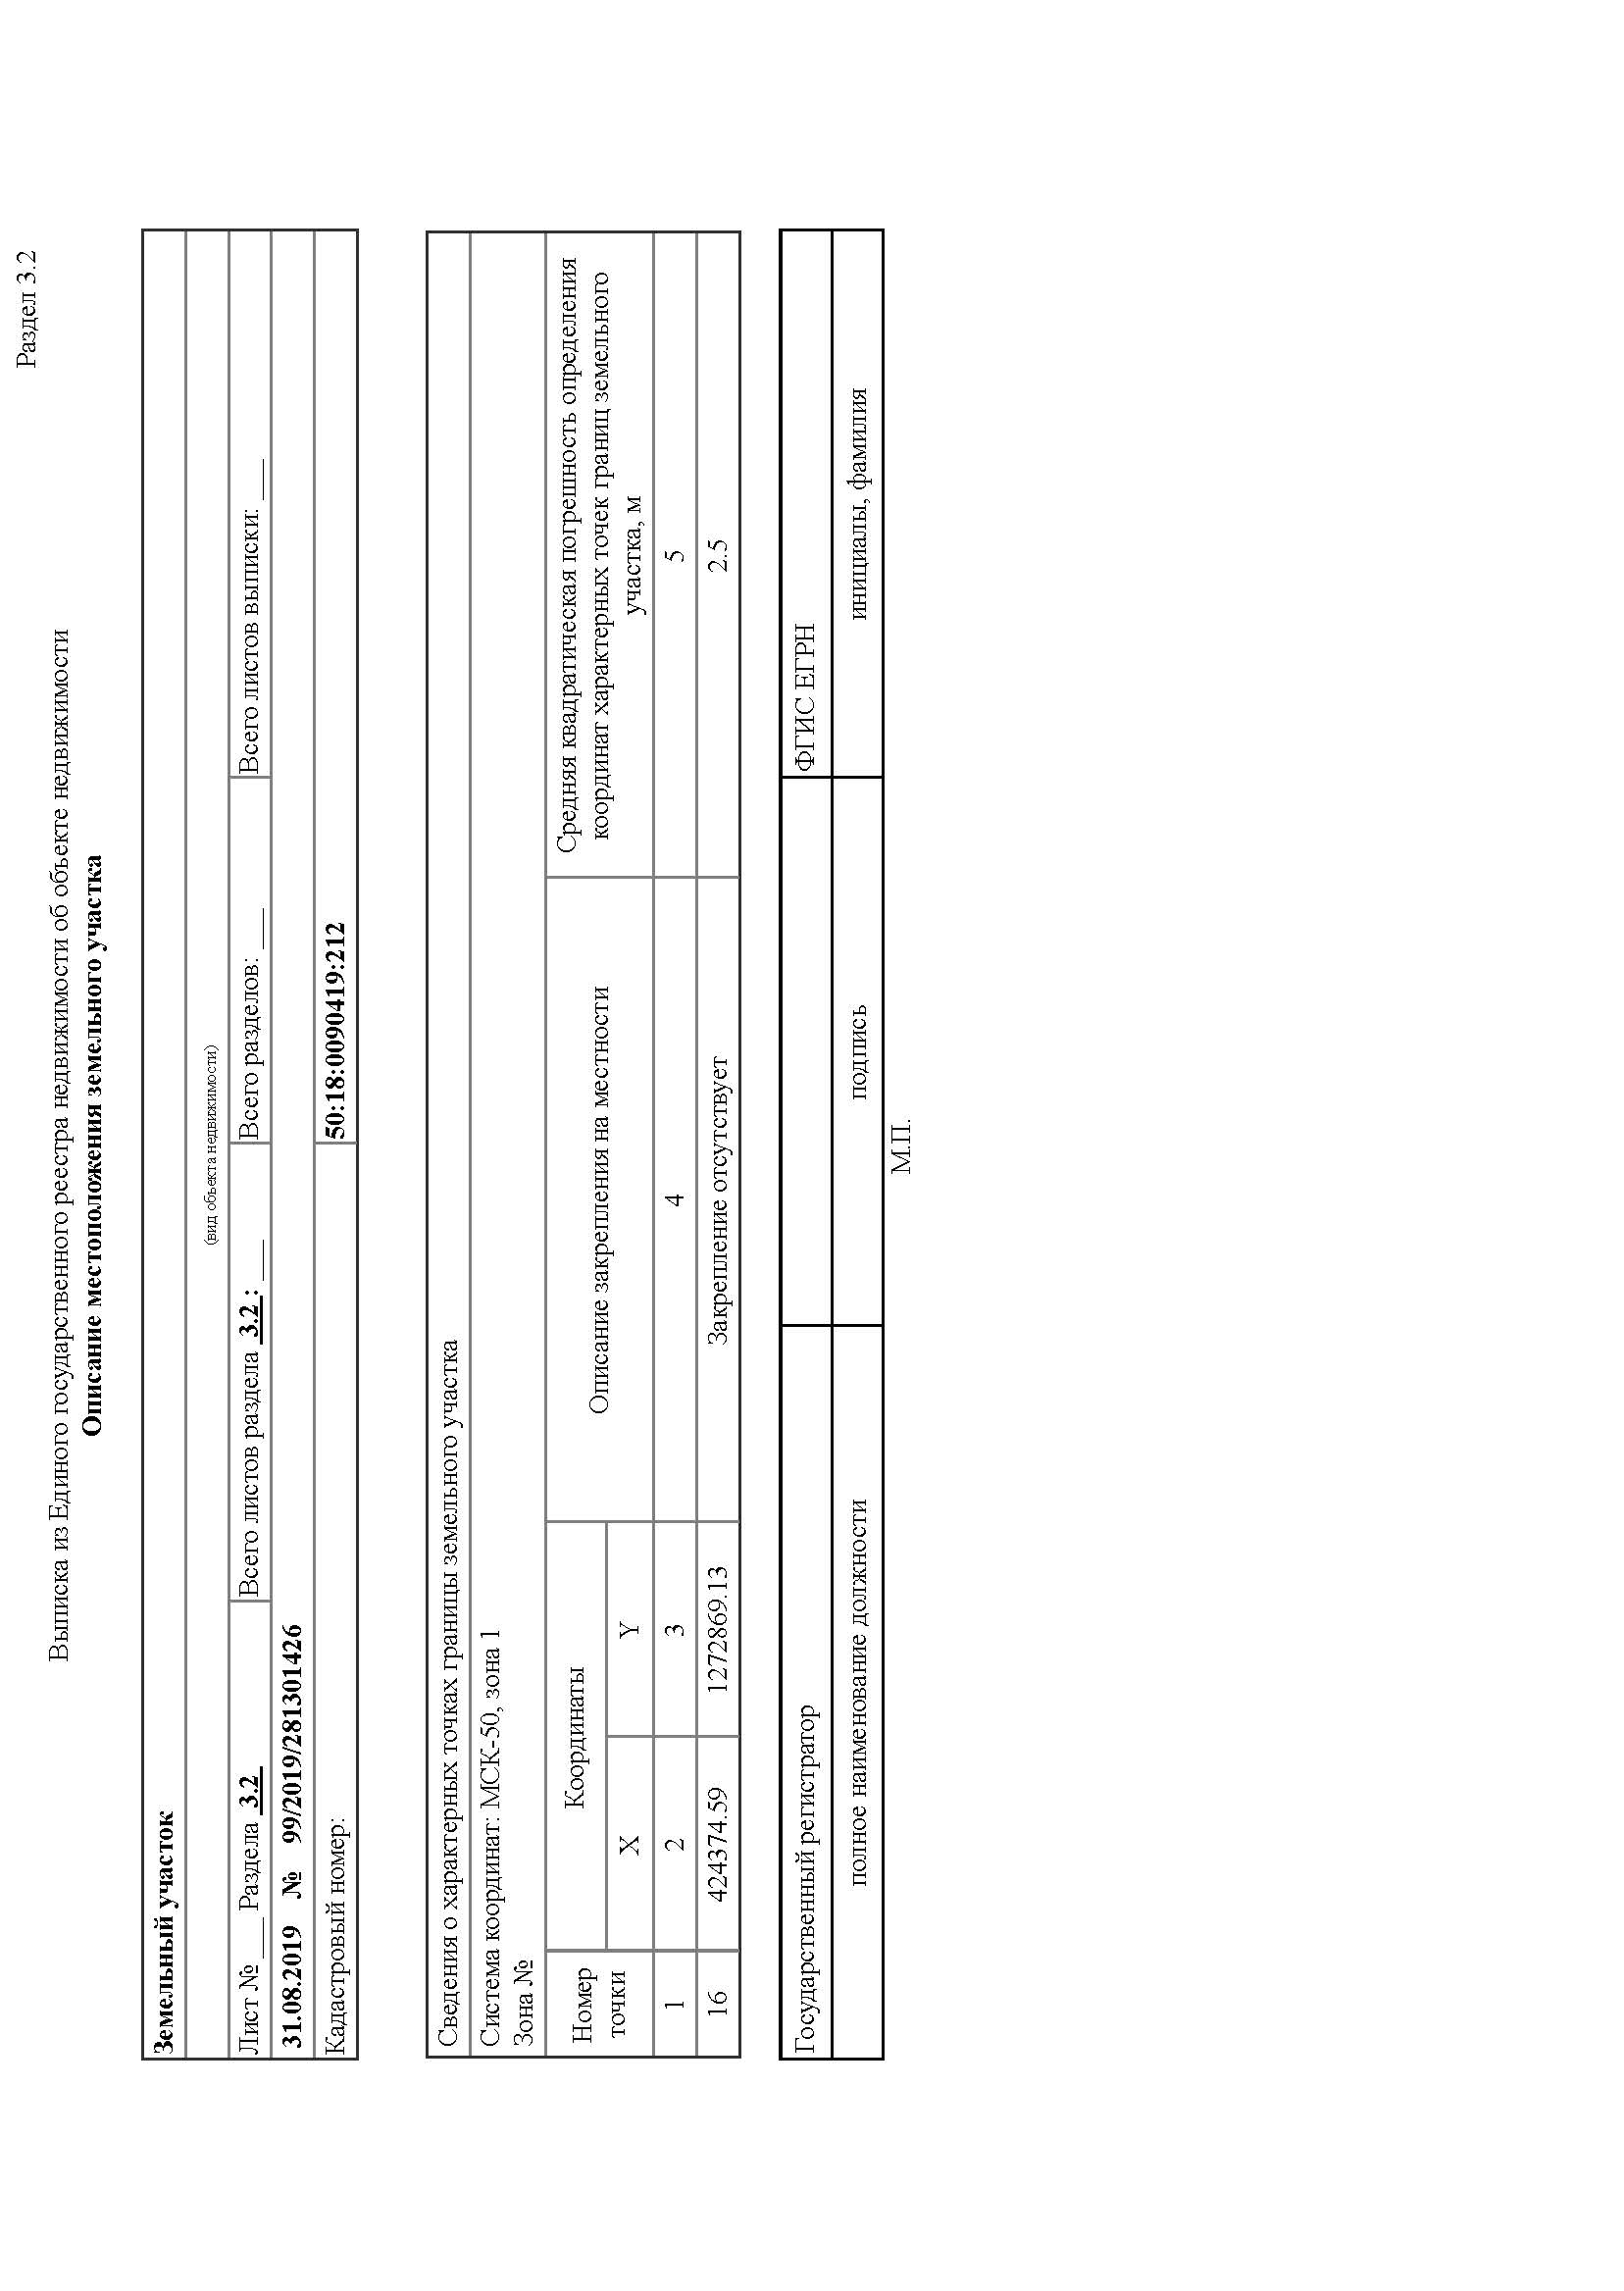 Раздел 3.2
Выписка из Единого государственного реестра недвижимости об объекте недвижимости
Описание местоположения земельного участка
Земельный участок
(вид объекта недвижимости)
Лист № ___ Раздела 3.2 Всего листов раздела 3.2 : ___ Всего разделов: ___ Всего листов выписки: ___
31.08.2019 № 99/2019/281301426
Кадастровый номер: 50:18:0090419:212
Сведения о характерных точках границы земельного участка
Система координат: МСК-50, зона 1
Зона №
Номер точки
Координаты
X Y
Описание закрепления на местности
Средняя квадратическая погрешность определения
координат характерных точек границ земельного
участка, м
1 2 3 4 5
16 424374.59 1272869.13 Закрепление отсутствует 2.5
Государственный регистратор ФГИС ЕГРН
полное наименование должности подпись инициалы, фамилия
М.П.